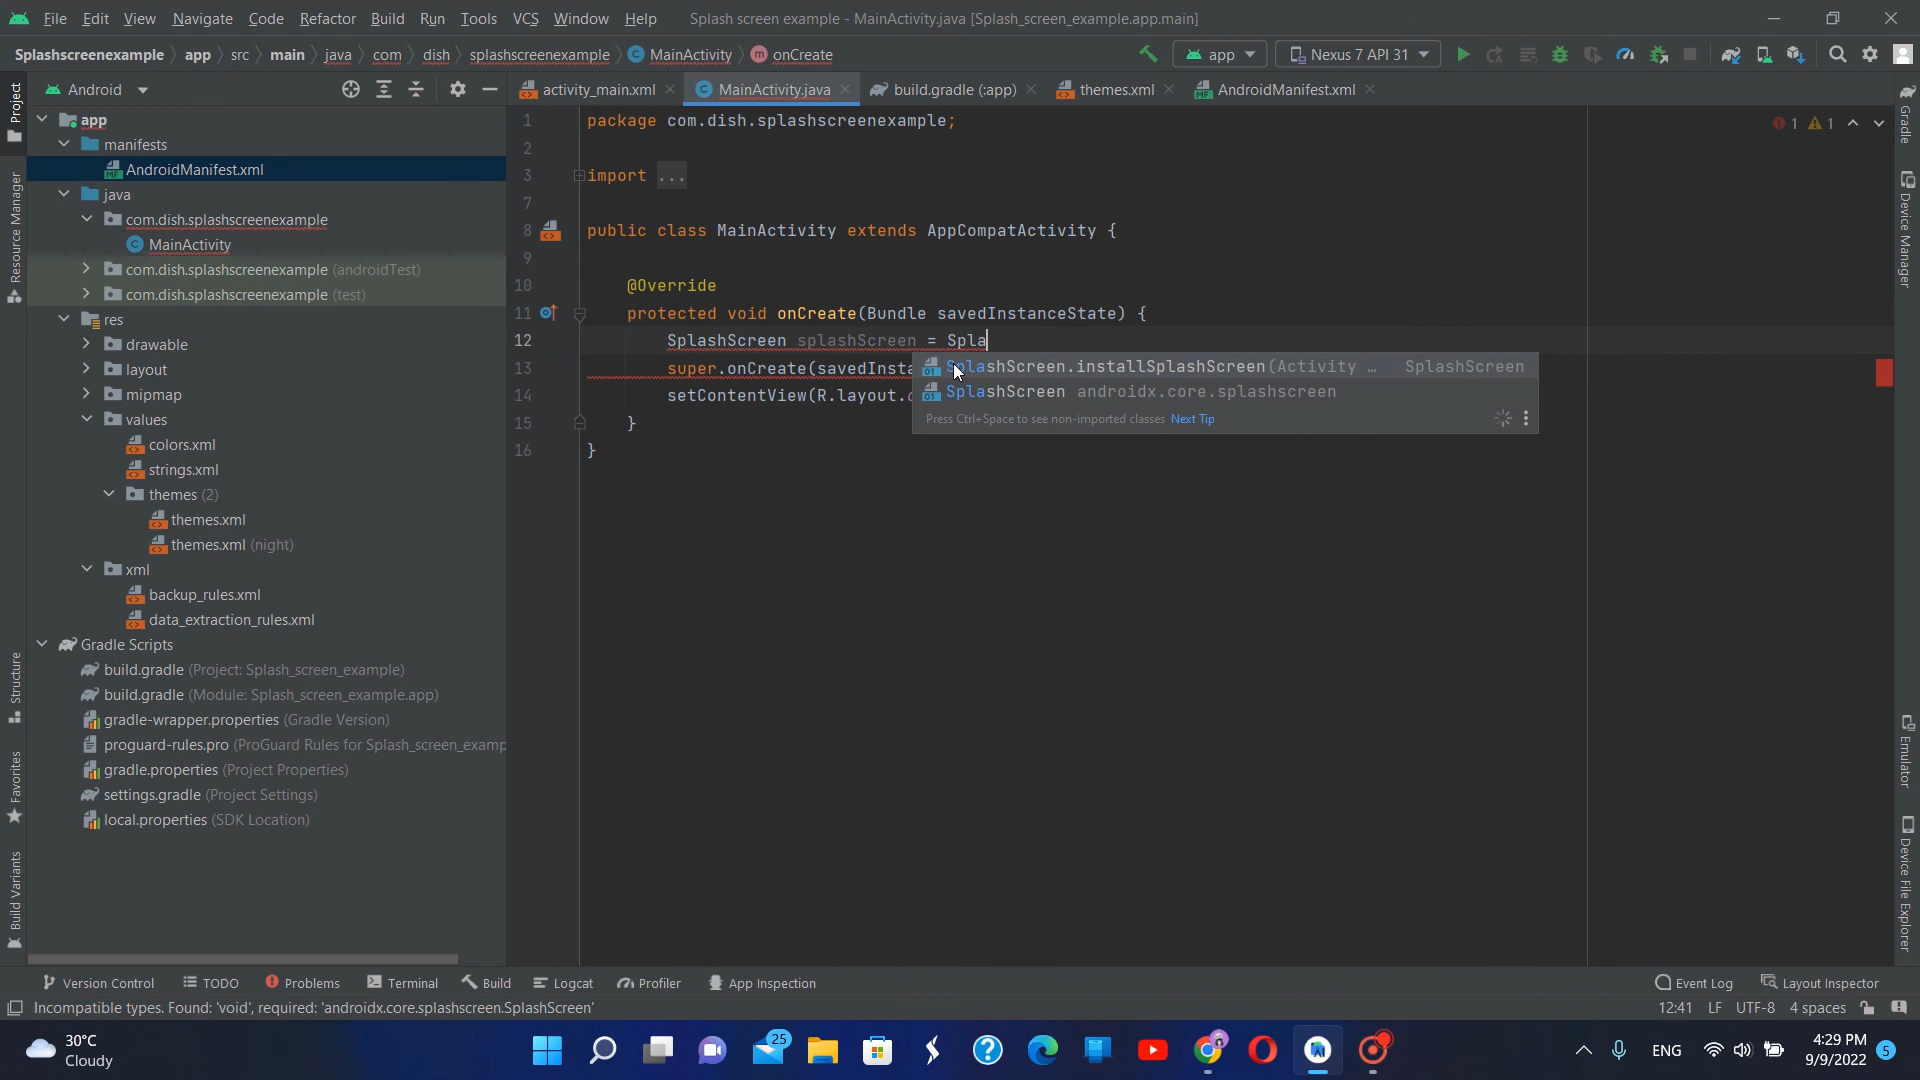 File Edit View Navigate Code Refactor Build Run Tools VCS Window Help Splash screen example - MainActivity.java [Splash_screen_example.app.main]
Splashscreenexample app src main java com dish splashscreenexample MainActivity onCreate app Nexus 7 API 31
Android activity_main.xml MainActivity.java build.gradle (:app) themes.xml AndroidManifest.xml
Project
Resource Manager
Structure
Favorites
Build Variants
app
manifests
AndroidManifest.xml
java
com.dish.splashscreenexample
MainActivity
com.dish.splashscreenexample (androidTest)
com.dish.splashscreenexample (test)
res
drawable
layout
mipmap
values
colors.xml
strings.xml
themes (2)
themes.xml
themes.xml (night)
xml
backup_rules.xml
data_extraction_rules.xml
Gradle Scripts
build.gradle (Project: Splash_screen_example)
build.gradle (Module: Splash_screen_example.app)
gradle-wrapper.properties (Gradle Version)
proguard-rules.pro (ProGuard Rules for Splash_screen_examp
gradle.properties (Project Properties)
settings.gradle (Project Settings)
local.properties (SDK Location)
1 package com.dish.splashscreenexample;
2
3 import ...
7
8 public class MainActivity extends AppCompatActivity {
9
10 @Override
11 protected void onCreate(Bundle savedInstanceState) {
12 SplashScreen splashScreen = Spla
13 super.onCreate(savedInsta
14 setContentView(R.layout.
15 }
16 }
SplashScreen.installSplashScreen(Activity … SplashScreen
SplashScreen androidx.core.splashscreen
Press Ctrl+Space to see non-imported classes Next Tip
1 1
Gradle
Device Manager
Emulator
Device File Explorer
Version Control TODO Problems Terminal Build Logcat Profiler App Inspection Event Log Layout Inspector
Incompatible types. Found: 'void', required: 'androidx.core.splashscreen.SplashScreen' 12:41 LF UTF-8 4 spaces
30°C
Cloudy
25
ENG
4:29 PM
9/9/2022
5